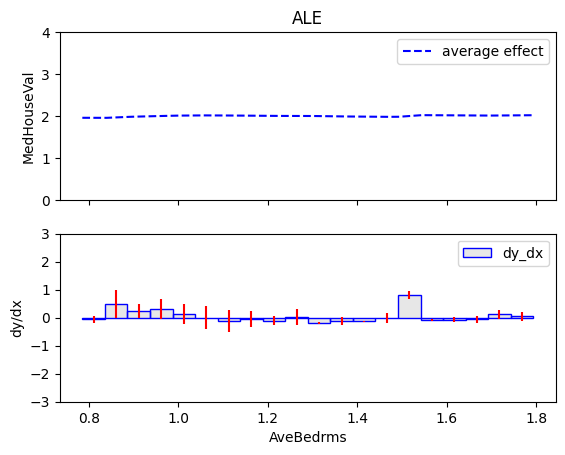 ALE
average effect
MedHouseVal
4
3
2
1
0
dy_dx
dy/dx
3
2
1
0
−1
−2
−3
0.8 1.0 1.2 1.4 1.6 1.8
AveBedrms